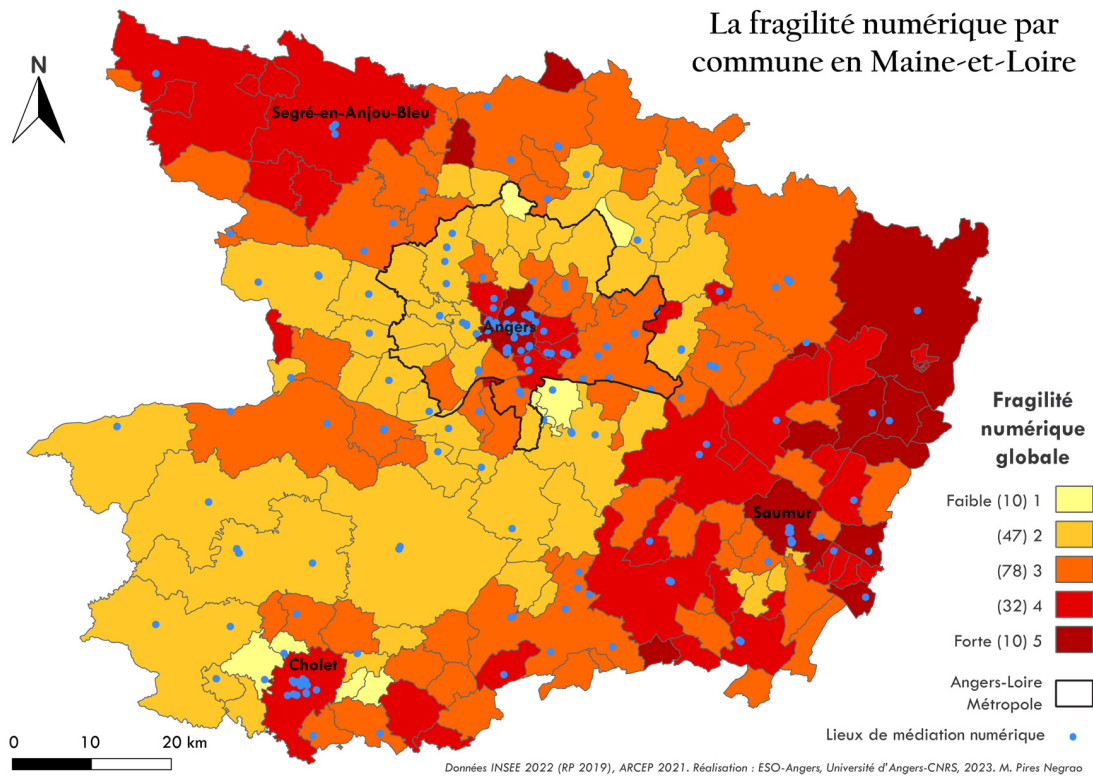 La fragilité numérique par
commune en Maine-et-Loire
N
Segré-en-Anjou-Bleu
Angers
Saumur
Cholet
Fragilité
numérique
globale
Faible (10) 1
(47) 2
(78) 3
(32) 4
Forte (10) 5
Angers-Loire
Métropole
Lieux de médiation numérique
0 10 20 km
Données INSEE 2022 (RP 2019), ARCEP 2021. Réalisation : ESO-Angers, Université d'Angers-CNRS, 2023. M. Pires Negrao